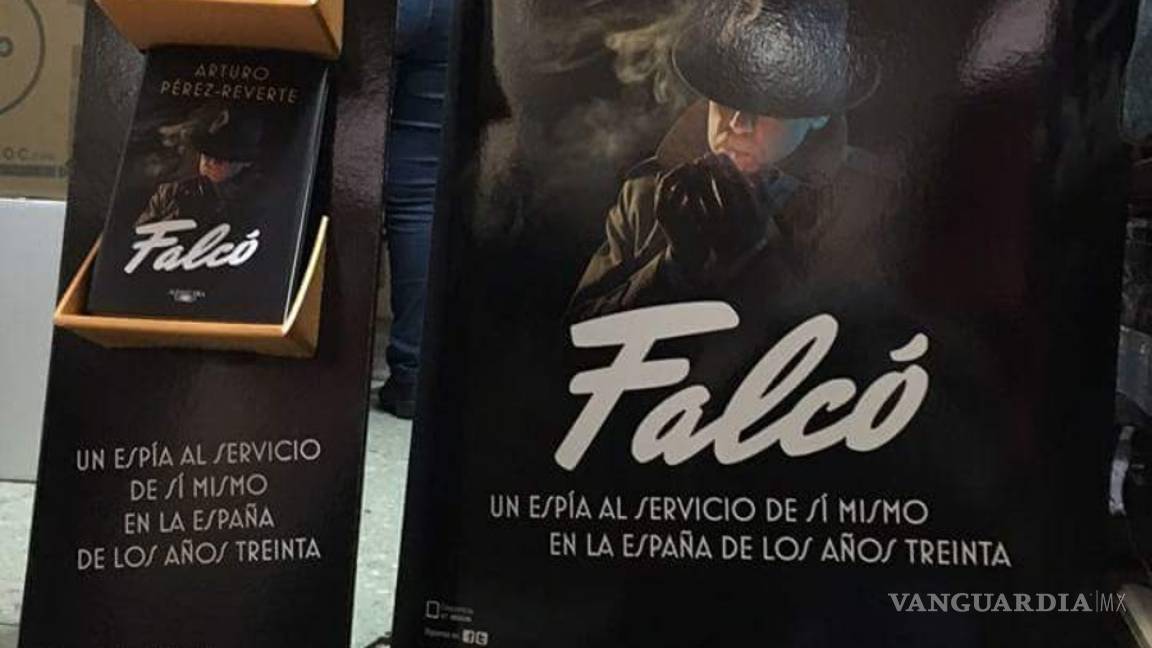 ARTURO
PÉREZ-REVERTE
Falcó
ALFAGUARA
UN ESPÍA AL SERVICIO
DE SÍ MISMO
EN LA ESPAÑA
DE LOS AÑOS TREINTA
Falcó
UN ESPÍA AL SERVICIO DE SÍ MISMO
EN LA ESPAÑA DE LOS AÑOS TREINTA
VANGUARDIA|MX